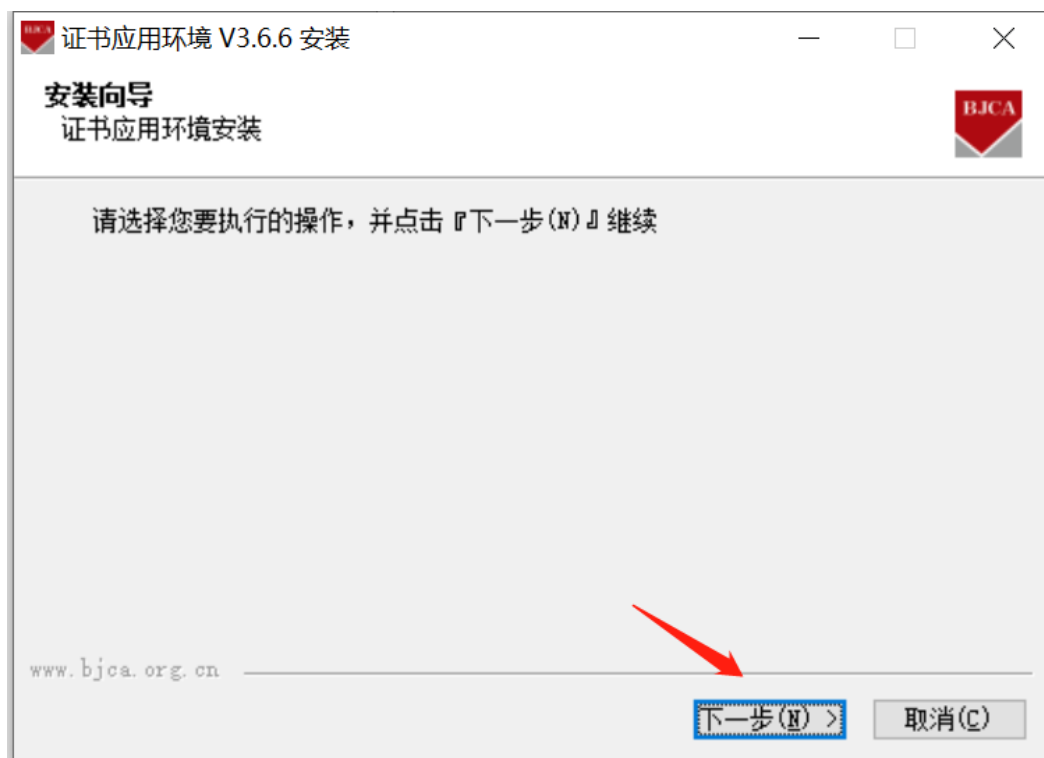 BJCA
证书应用环境 V3.6.6 安装
安装向导
证书应用环境安装
BJCA
请选择您要执行的操作，并点击『下一步(N)』继续
www.bjca.org.cn
下一步(N) >
取消(C)